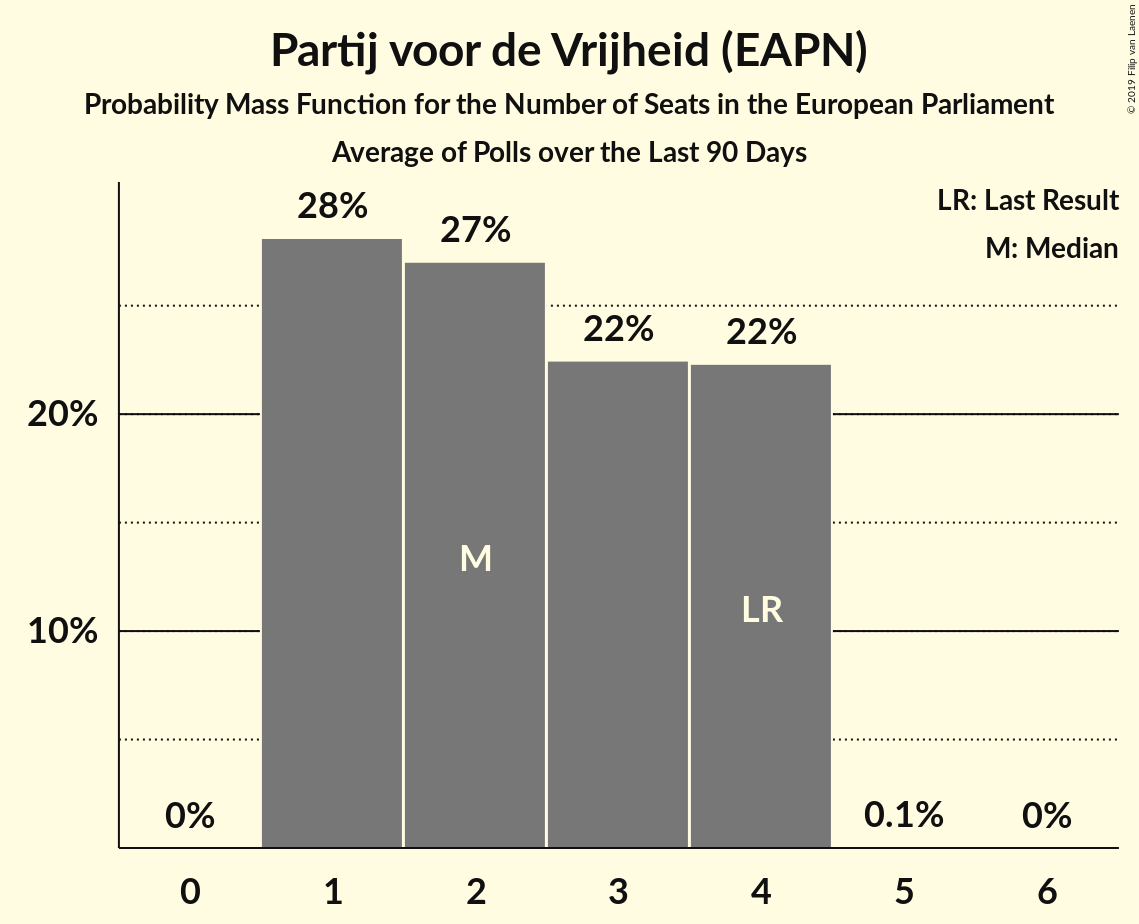 Partij voor de Vrijheid (EAPN)
Probability Mass Function for the Number of Seats in the European Parliament
Average of Polls over the Last 90 Days
© 2019 Filip van Laenen
LR: Last Result
M: Median
28%
27%
22%
22%
20%
10%
M
LR
0%
0.1%
0%
0 1 2 3 4 5 6